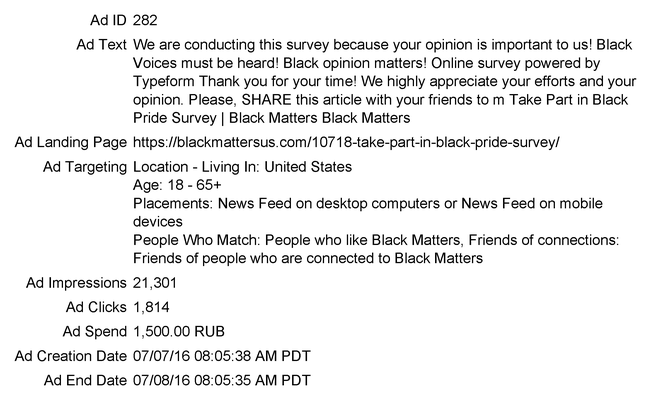 Ad ID 282
Ad Text We are conducting this survey because your opinion is important to us! Black
Voices must be heard! Black opinion matters! Online survey powered by
Typeform Thank you for your time! We highly appreciate your efforts and your
opinion. Please, SHARE this article with your friends to m Take Part in Black
Pride Survey | Black Matters Black Matters
Ad Landing Page https://blackmattersus.com/10718-take-part-in-black-pride-survey/
Ad Targeting Location - Living In: United States
Age: 18 - 65+
Placements: News Feed on desktop computers or News Feed on mobile
devices
People Who Match: People who like Black Matters, Friends of connections:
Friends of people who are connected to Black Matters
Ad Impressions 21,301
Ad Clicks 1,814
Ad Spend 1,500.00 RUB
Ad Creation Date 07/07/16 08:05:38 AM PDT
Ad End Date 07/08/16 08:05:35 AM PDT